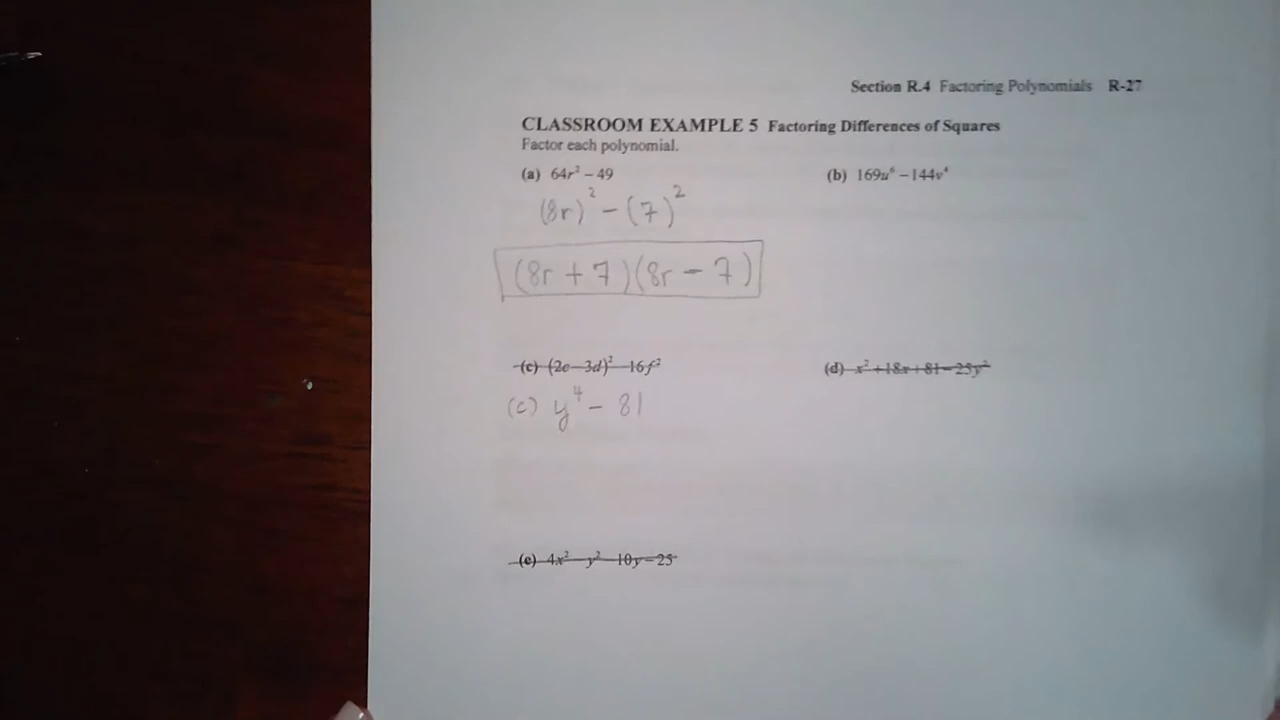 Section R.4 Factoring Polynomials R-27
CLASSROOM EXAMPLE 5 Factoring Differences of Squares
Factor each polynomial.
(a) 64r² – 49
(b) 169u⁶ – 144v⁴
(8r)² – (7)²
(8r + 7)(8r – 7)
(c) (2c – 3d)² – 16f²
(d) x² + 18x + 81 – 25y²
(c) y⁴ – 81
(e) 4x² – y² – 10y – 25